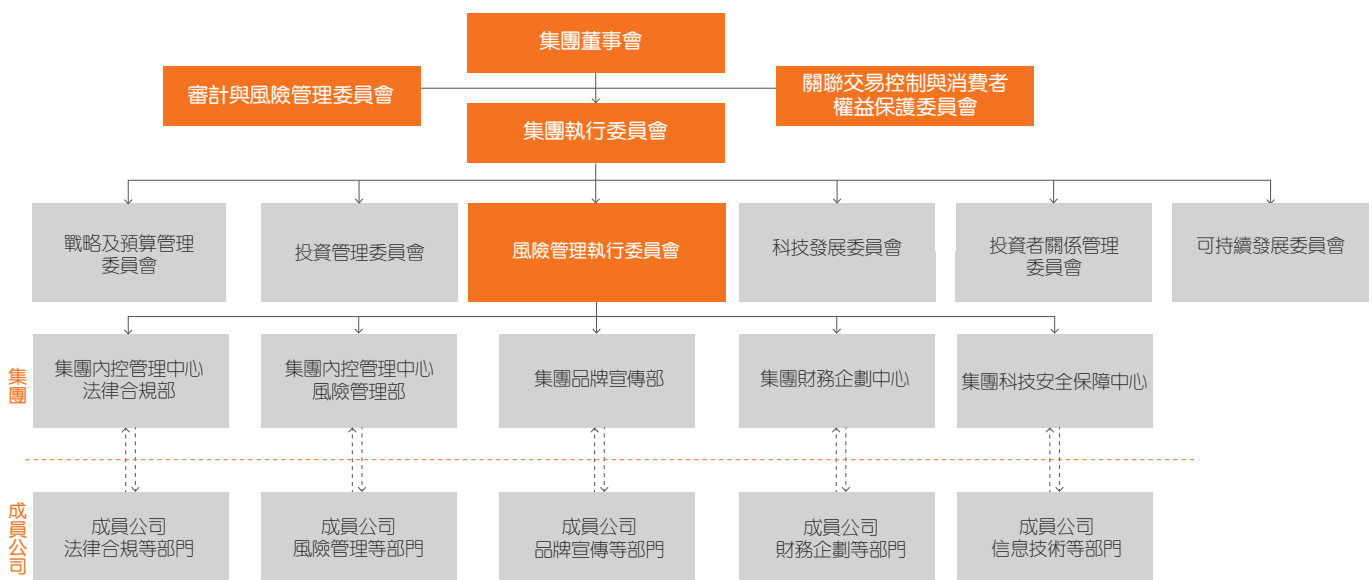 集團董事會
審計與風險管理委員會
關聯交易控制與消費者
權益保護委員會
集團執行委員會
戰略及預算管理
委員會
投資管理委員會
風險管理執行委員會
科技發展委員會
投資者關係管理
委員會
可持續發展委員會
集團
集團內控管理中心
法律合規部
集團內控管理中心
風險管理部
集團品牌宣傳部
集團財務企劃中心
集團科技安全保障中心
成員公司
成員公司
法律合規等部門
成員公司
風險管理等部門
成員公司
品牌宣傳等部門
成員公司
財務企劃等部門
成員公司
信息技術等部門